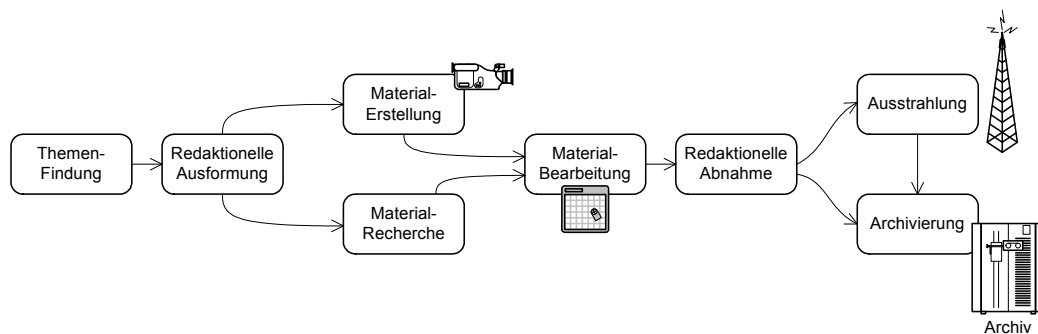 Themen-
Findung
Redaktionelle
Ausformung
Material-
Erstellung
Material-
Recherche
Material-
Bearbeitung
Redaktionelle
Abnahme
Ausstrahlung
Archivierung
Archiv